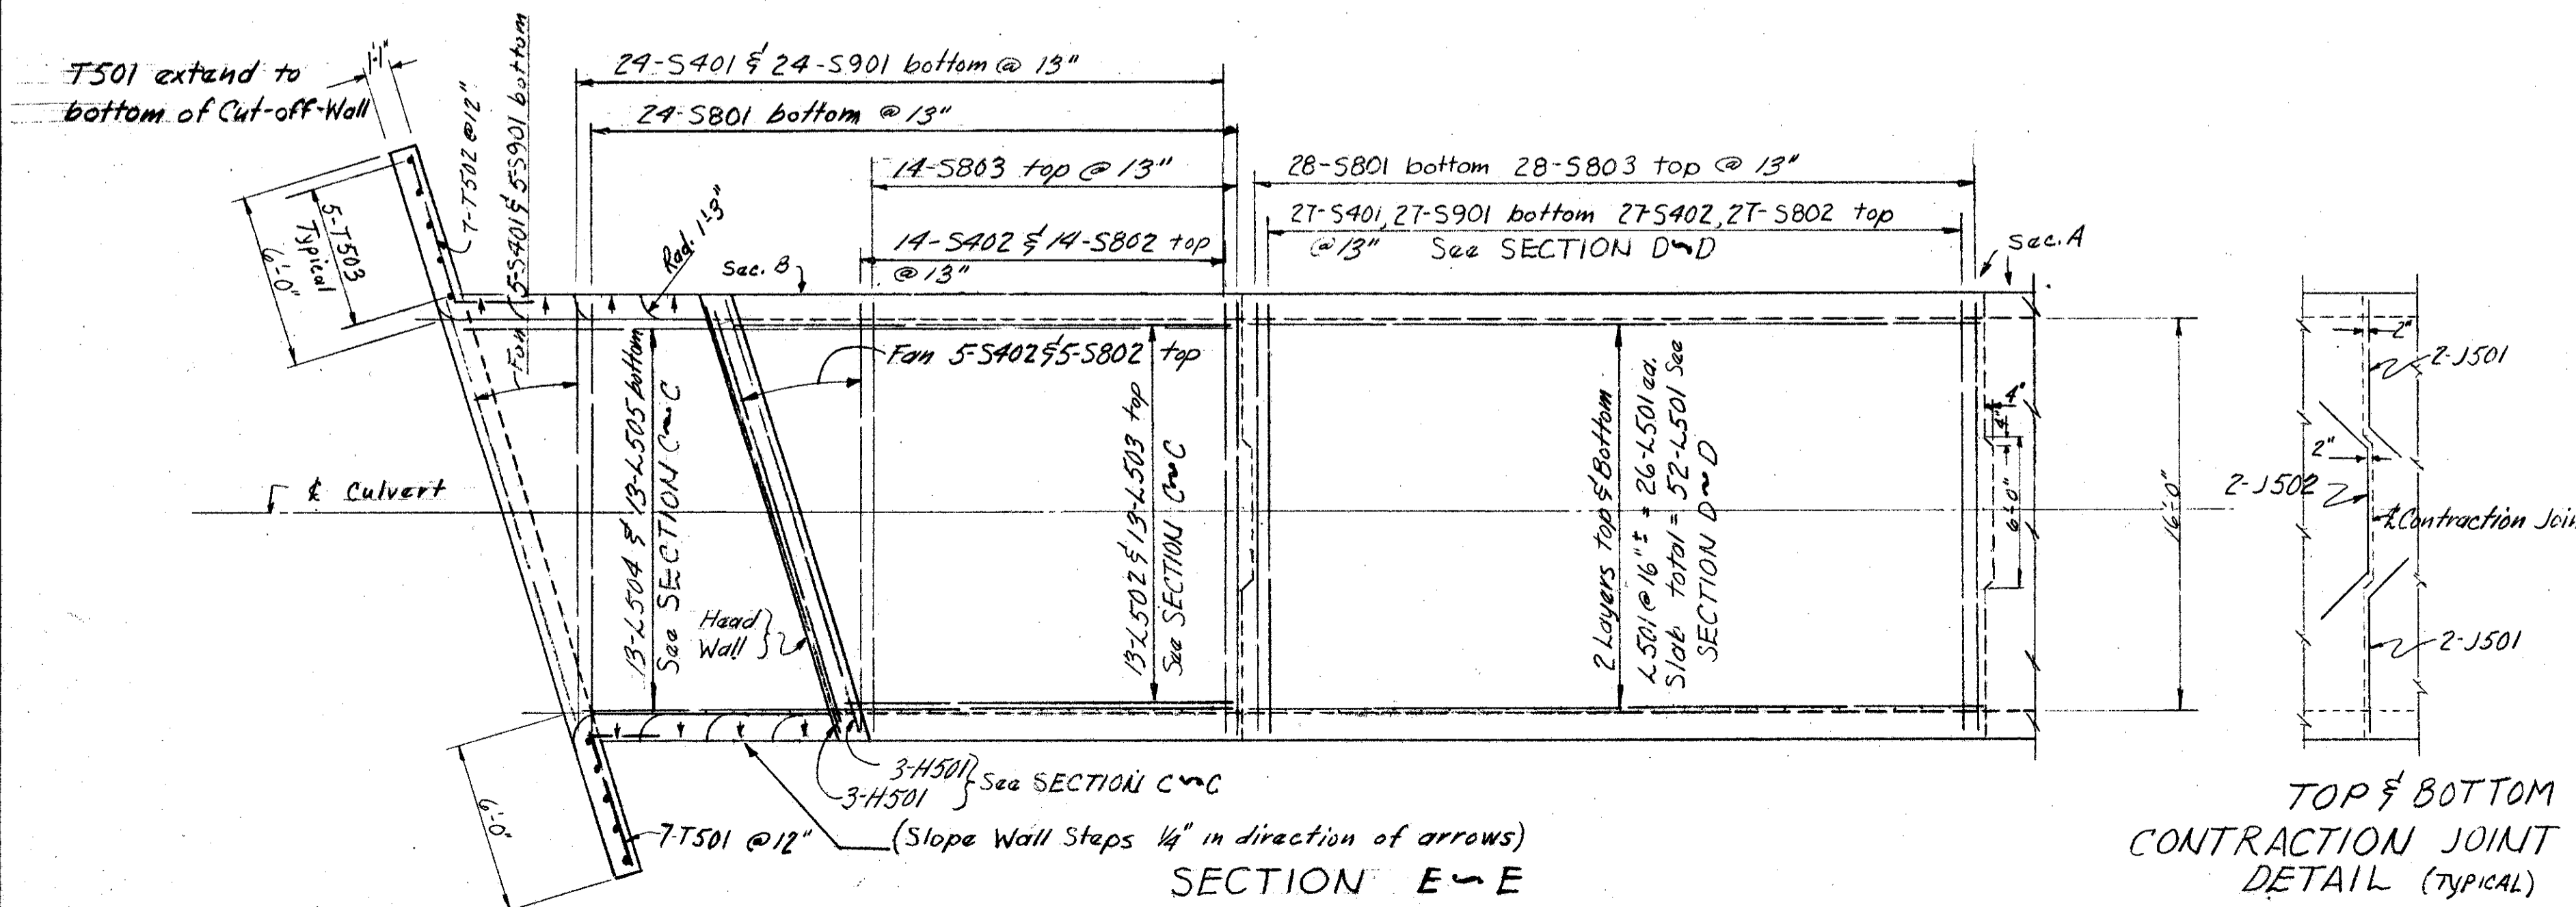 T501 extend to
bottom of Cut-off-Wall
1'-1"
7-T502 @12"
Fan 5-S401 & 5-S901 bottom
5-T503
Typical
6'-0"
24-S401 & 24-S901 bottom @ 13"
24-S801 bottom @ 13"
14-S803 top @ 13"
14-S402 & 14-S802 top
@ 13"
Rad. 1'-3"
Sec. B
28-S801 bottom 28-S803 top @ 13"
27-S401, 27-S901 bottom 27-S402, 27-S802 top
@ 13" See SECTION D~D
Sec. A
Fan 5-S402 & 5-S802 top
13-L504 & 13-L505 bottom
See SECTION C~C
Head
Wall
13-L502 & 13-L503 top
See SECTION C~C
2 Layers top & Bottom
L501 @ 16"± = 26-L501 ea.
Slab total = 52-L501 See
SECTION D~D
4"
4"
6'-0"
16'-0"
℄ Culvert
3-H501
3-H501
See SECTION C~C
6'-0"
7-T501 @12"
(Slope Wall Steps 1/4" in direction of arrows)
SECTION E~E
2"
2-J501
2"
2-J502
℄ Contraction Join
2-J501
TOP & BOTTOM
CONTRACTION JOINT
DETAIL (TYPICAL)